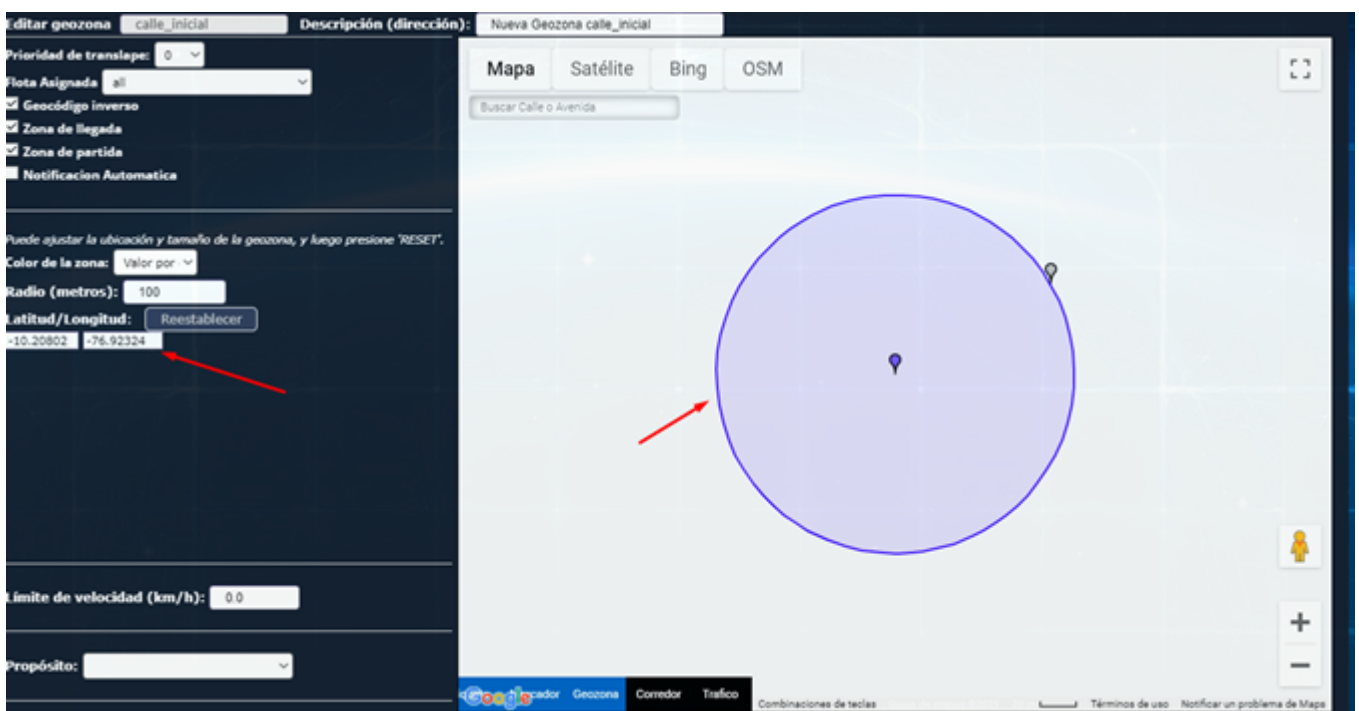 Editar geozona calle_inicial Descripción (dirección): Nueva Geozona calle_inicial
Prioridad de translape: 0
Flota Asignada all
Geocódigo inverso
Zona de llegada
Zona de partida
Notificacion Automatica
Puede ajustar la ubicación y tamaño de la geozona, y luego presione 'RESET'.
Color de la zona: Valor por
Radio (metros): 100
Latitud/Longitud: Reestablecer
-10.20802 -76.92324
Límite de velocidad (km/h): 0.0
Propósito:
Mapa Satélite Bing OSM
Buscar Calle o Avenida
Google Geozona Corredor Trafico
Combinaciones de teclas Términos de uso Notificar un problema de Maps